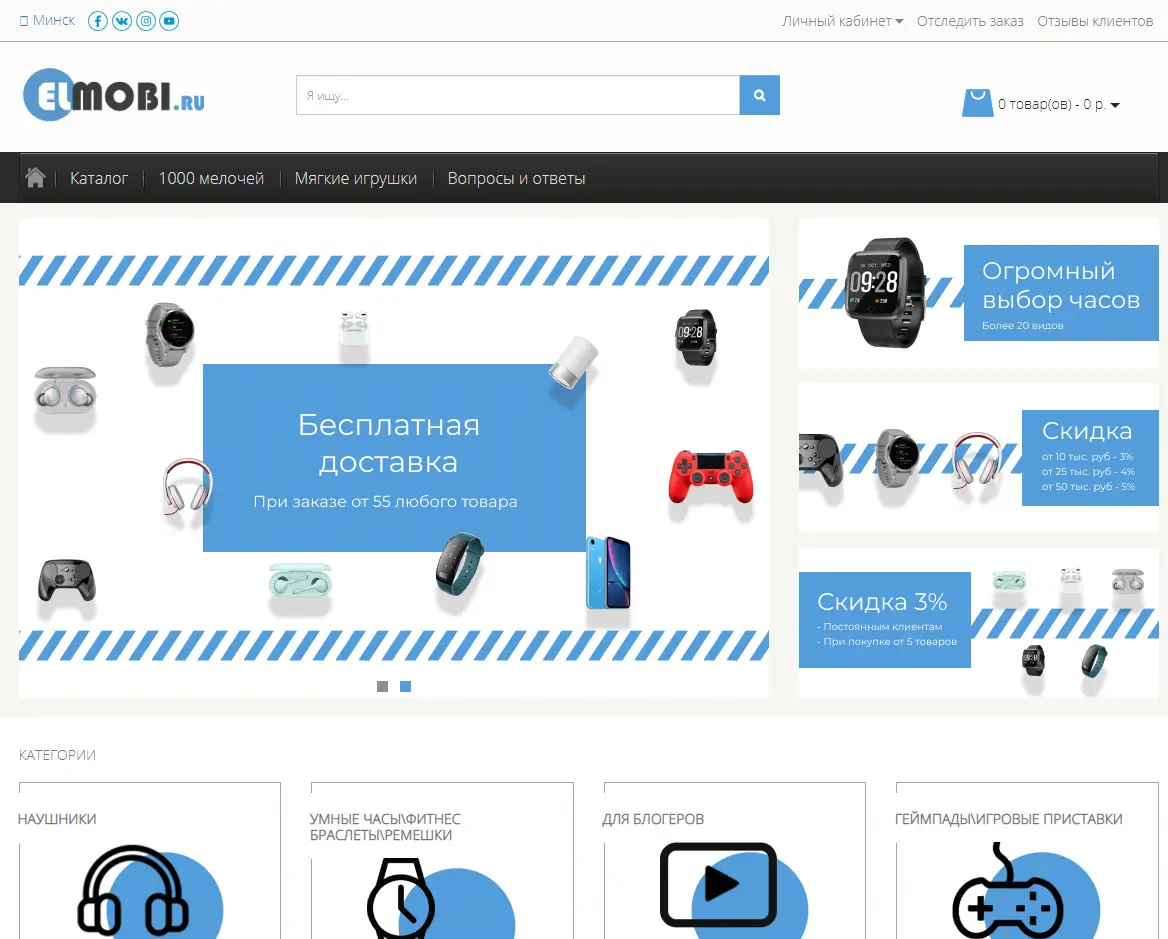 Минск
Личный кабинет
Отследить заказ
Отзывы клиентов
ELMOBI.RU
Я ищу...
0 товар(ов) - 0 р.
Каталог
1000 мелочей
Мягкие игрушки
Вопросы и ответы
Бесплатная
доставка
При заказе от 55 любого товара
09:28
Огромный
выбор часов
Более 20 видов
Скидка
от 10 тыс. руб - 3%
от 25 тыс. руб - 4%
от 50 тыс. руб - 5%
Скидка 3%
- Постоянным клиентам
- При покупке от 5 товаров
КАТЕГОРИИ
НАУШНИКИ
УМНЫЕ ЧАСЫ\ФИТНЕС
БРАСЛЕТЫ\РЕМЕШКИ
ДЛЯ БЛОГЕРОВ
ГЕЙМПАДЫ\ИГРОВЫЕ ПРИСТАВКИ